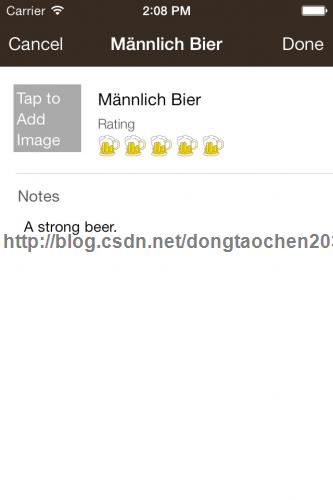 Carrier 2:08 PM
Cancel Männlich Bier Done
Tap to
Add
Image
Männlich Bier
Rating
Notes
A strong beer.
http://blog.csdn.net/dongtaochen203